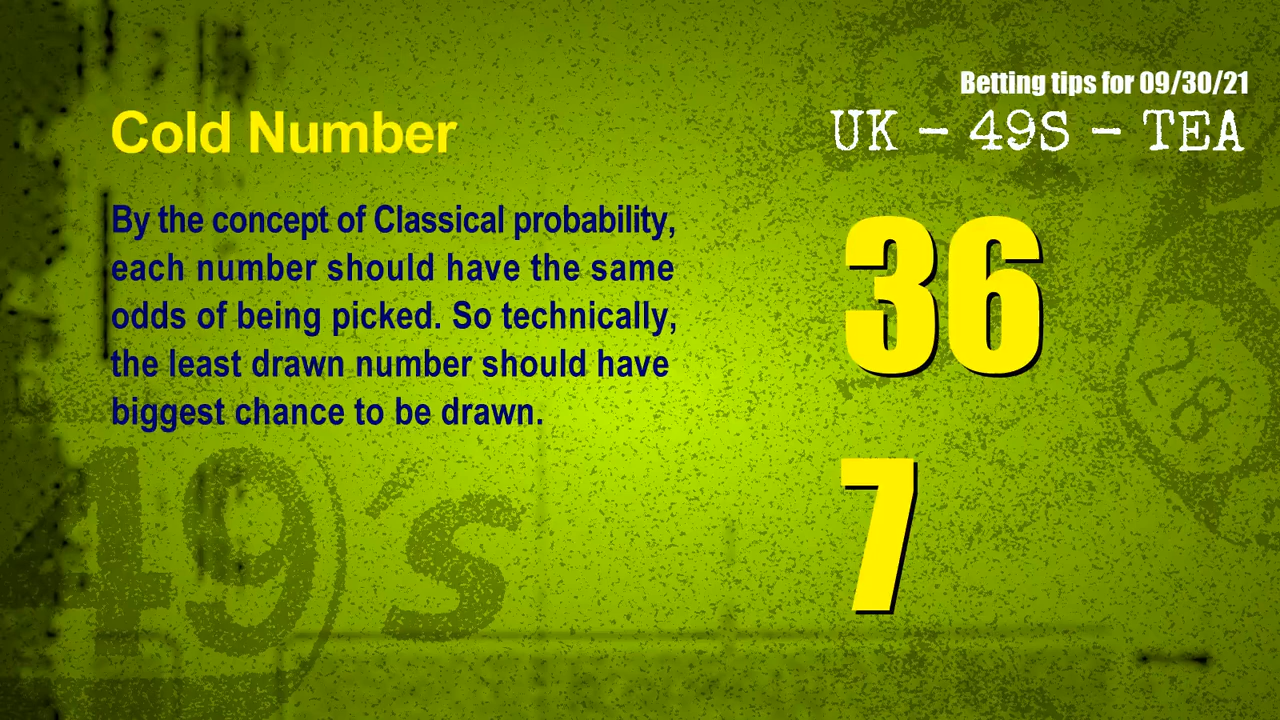 Betting tips for 09/30/21
UK - 49S - TEA
Cold Number
By the concept of Classical probability,
each number should have the same
odds of being picked. So technically,
the least drawn number should have
biggest chance to be drawn.
36
7
28
49's